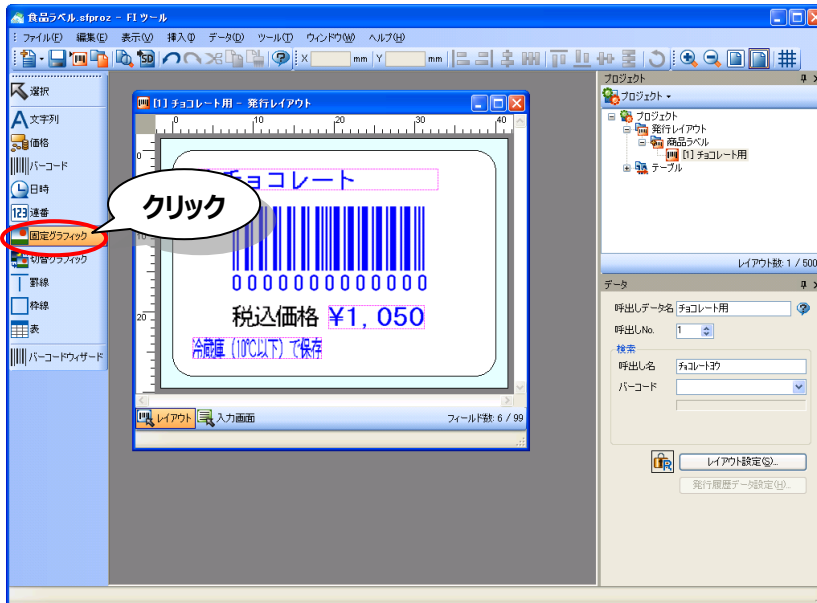 食品ラベル.sfproz - FI ツール
ファイル(F) 編集(E) 表示(V) 挿入(I) データ(D) ツール(T) ウィンドウ(W) ヘルプ(H)
X mm Y mm
選択
文字列
価格
バーコード
日時
123 連番
固定グラフィック
切替グラフィック
罫線
枠線
表
バーコードウィザード
クリック
[1] チョコレート用 - 発行レイアウト
0 10 20 30 40
0
チョコレート
10
0000000000000
20
税込価格 ¥1,050
冷蔵庫 (10℃以下) で保存
レイアウト 入力画面 フィールド数: 6 / 99
プロジェクト
プロジェクト
プロジェクト
発行レイアウト
商品ラベル
[1] チョコレート用
テーブル
レイアウト数: 1 / 500
データ
呼出しデータ名 チョコレート用
呼出しNo. 1
検索
呼出し名 チョコレートヨウ
バーコード
レイアウト設定(S)...
発行履歴データ設定(H)...